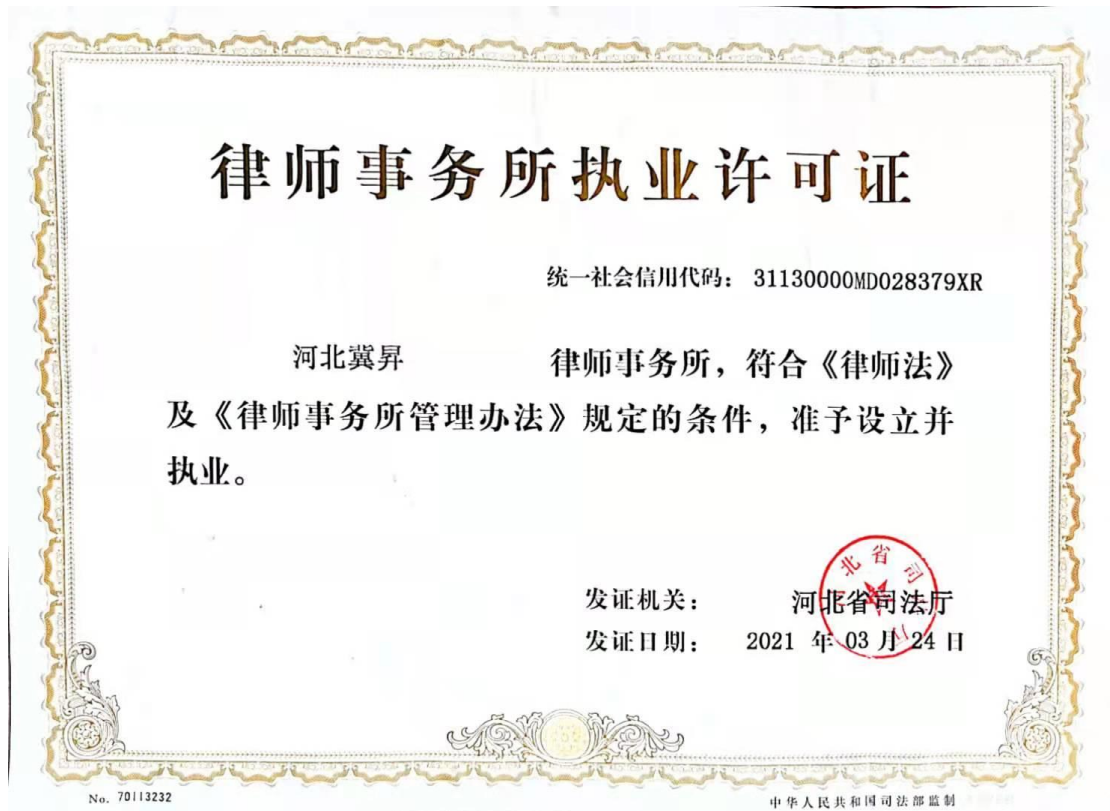 律师事务所执业许可证
统一社会信用代码： 31130000MD028379XR
河北冀昇 律师事务所，符合《律师法》
及《律师事务所管理办法》规定的条件，准予设立并
执业。
北省司
厅
发证机关： 河北省司法厅
发证日期： 2021 年 03 月 24 日
No. 70113232
中华人民共和国司法部监制